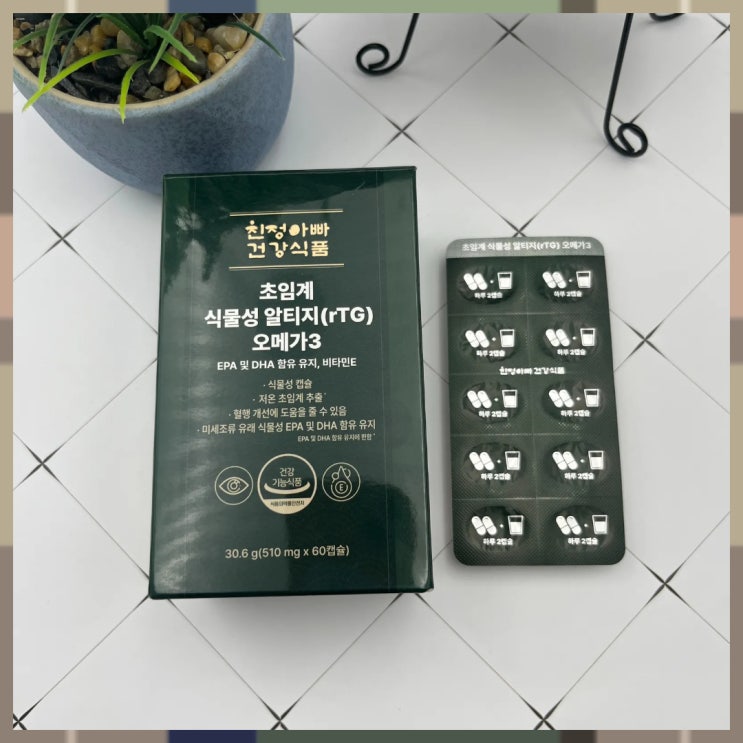 친정아빠
건강식품
초임계
식물성 알티지(rTG)
오메가3
EPA 및 DHA 함유 유지, 비타민E
· 식물성 캡슐
· 저온 초임계 추출*
· 혈행 개선에 도움을 줄 수 있음
· 미세조류 유래 식물성 EPA 및 DHA 함유 유지
EPA 및 DHA 함유 유지에 한함*
건강
기능식품
식품의약품안전처
E
30.6 g(510 mg x 60캡슐)
초임계 식물성 알티지(rTG) 오메가3
하루 2캡슐 하루 2캡슐
하루 2캡슐 하루 2캡슐
친정아빠 건강식품
하루 2캡슐 하루 2캡슐
하루 2캡슐 하루 2캡슐
하루 2캡슐 하루 2캡슐